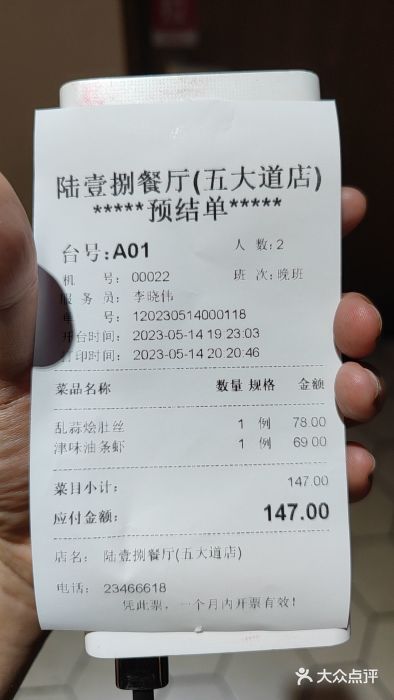 陆壹捌餐厅(五大道店)
*****预结单*****
台号:A01 人 数:2
机 号: 00022 班 次:晚班
服 务 员: 李晓伟
单 号: 120230514000118
开台时间: 2023-05-14 19:23:03
打印时间: 2023-05-14 20:20:46
菜品名称 数量 规格 金额
乱蒜烩肚丝 1 例 78.00
津味油条虾 1 例 69.00
菜目小计: 147.00
应付金额: 147.00
店名: 陆壹捌餐厅(五大道店)
电话: 23466618
凭此票，一个月内开票有效!
大众点评